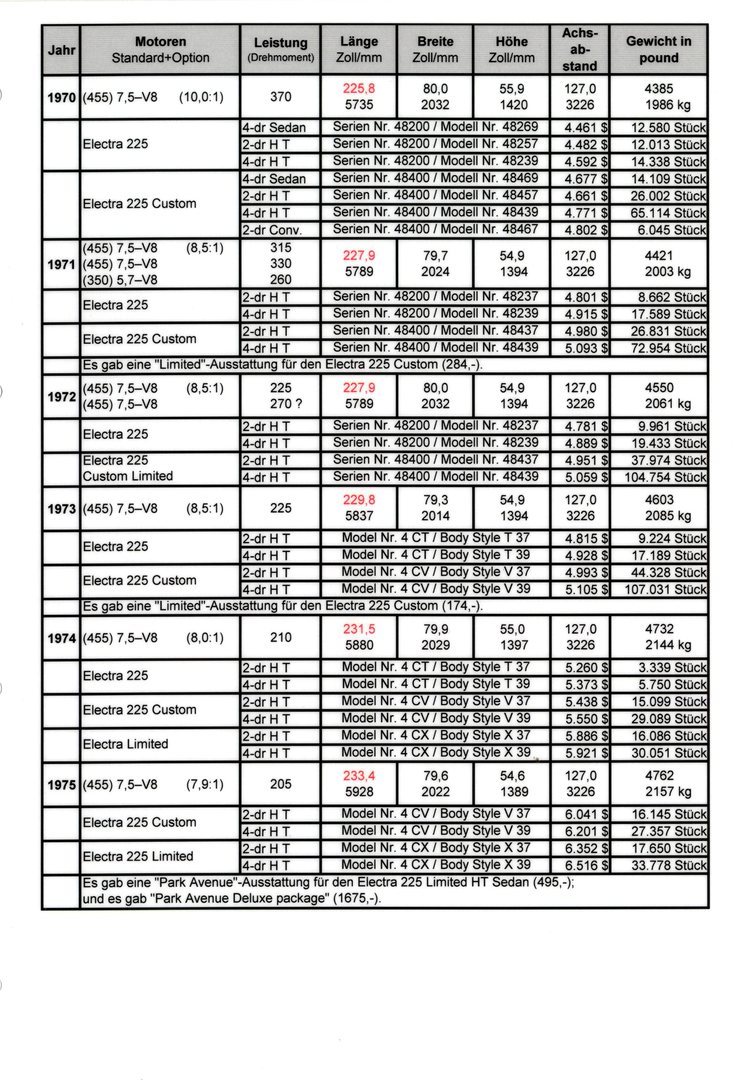 Jahr Motoren Standard+Option Leistung (Drehmoment) Länge Zoll/mm Breite Zoll/mm Höhe Zoll/mm Achs-ab-stand Gewicht in pound
1970 (455) 7,5–V8 (10,0:1) 370 225,8 80,0 55,9 127,0 4385
5735 2032 1420 3226 1986 kg
Electra 225
4-dr Sedan Serien Nr. 48200 / Modell Nr. 48269 4.461 $ 12.580 Stück
2-dr H T Serien Nr. 48200 / Modell Nr. 48257 4.482 $ 12.013 Stück
4-dr H T Serien Nr. 48200 / Modell Nr. 48239 4.592 $ 14.338 Stück
Electra 225 Custom
4-dr Sedan Serien Nr. 48400 / Modell Nr. 48469 4.677 $ 14.109 Stück
2-dr H T Serien Nr. 48400 / Modell Nr. 48457 4.661 $ 26.002 Stück
4-dr H T Serien Nr. 48400 / Modell Nr. 48439 4.771 $ 65.114 Stück
2-dr Conv. Serien Nr. 48400 / Modell Nr. 48467 4.802 $ 6.045 Stück
1971 (455) 7,5–V8 (8,5:1) 315 227,9 79,7 54,9 127,0 4421
(455) 7,5–V8 330 5789 2024 1394 3226 2003 kg
(350) 5,7–V8 260
Electra 225
2-dr H T Serien Nr. 48200 / Modell Nr. 48237 4.801 $ 8.662 Stück
4-dr H T Serien Nr. 48200 / Modell Nr. 48239 4.915 $ 17.589 Stück
Electra 225 Custom
2-dr H T Serien Nr. 48400 / Modell Nr. 48437 4.980 $ 26.831 Stück
4-dr H T Serien Nr. 48400 / Modell Nr. 48439 5.093 $ 72.954 Stück
Es gab eine "Limited"-Ausstattung für den Electra 225 Custom (284,-).
1972 (455) 7,5–V8 (8,5:1) 225 227,9 80,0 54,9 127,0 4550
(455) 7,5–V8 270 ? 5789 2032 1394 3226 2061 kg
Electra 225
2-dr H T Serien Nr. 48200 / Modell Nr. 48237 4.781 $ 9.961 Stück
4-dr H T Serien Nr. 48200 / Modell Nr. 48239 4.889 $ 19.433 Stück
Electra 225
Custom Limited
2-dr H T Serien Nr. 48400 / Modell Nr. 48437 4.951 $ 37.974 Stück
4-dr H T Serien Nr. 48400 / Modell Nr. 48439 5.059 $ 104.754 Stück
1973 (455) 7,5–V8 (8,5:1) 225 229,8 79,3 54,9 127,0 4603
5837 2014 1394 3226 2085 kg
Electra 225
2-dr H T Model Nr. 4 CT / Body Style T 37 4.815 $ 9.224 Stück
4-dr H T Model Nr. 4 CT / Body Style T 39 4.928 $ 17.189 Stück
Electra 225 Custom
2-dr H T Model Nr. 4 CV / Body Style V 37 4.993 $ 44.328 Stück
4-dr H T Model Nr. 4 CV / Body Style V 39 5.105 $ 107.031 Stück
Es gab eine "Limited"-Ausstattung für den Electra 225 Custom (174,-).
1974 (455) 7,5–V8 (8,0:1) 210 231,5 79,9 55,0 127,0 4732
5880 2029 1397 3226 2144 kg
Electra 225
2-dr H T Model Nr. 4 CT / Body Style T 37 5.260 $ 3.339 Stück
4-dr H T Model Nr. 4 CT / Body Style T 39 5.373 $ 5.750 Stück
Electra 225 Custom
2-dr H T Model Nr. 4 CV / Body Style V 37 5.438 $ 15.099 Stück
4-dr H T Model Nr. 4 CV / Body Style V 39 5.550 $ 29.089 Stück
Electra Limited
2-dr H T Model Nr. 4 CX / Body Style X 37 5.886 $ 16.086 Stück
4-dr H T Model Nr. 4 CX / Body Style X 39 5.921 $ 30.051 Stück
1975 (455) 7,5–V8 (7,9:1) 205 233,4 79,6 54,6 127,0 4762
5928 2022 1389 3226 2157 kg
Electra 225 Custom
2-dr H T Model Nr. 4 CV / Body Style V 37 6.041 $ 16.145 Stück
4-dr H T Model Nr. 4 CV / Body Style V 39 6.201 $ 27.357 Stück
Electra 225 Limited
2-dr H T Model Nr. 4 CX / Body Style X 37 6.352 $ 17.650 Stück
4-dr H T Model Nr. 4 CX / Body Style X 39 6.516 $ 33.778 Stück
Es gab eine "Park Avenue"-Ausstattung für den Electra 225 Limited HT Sedan (495,-);
und es gab "Park Avenue Deluxe package" (1675,-).